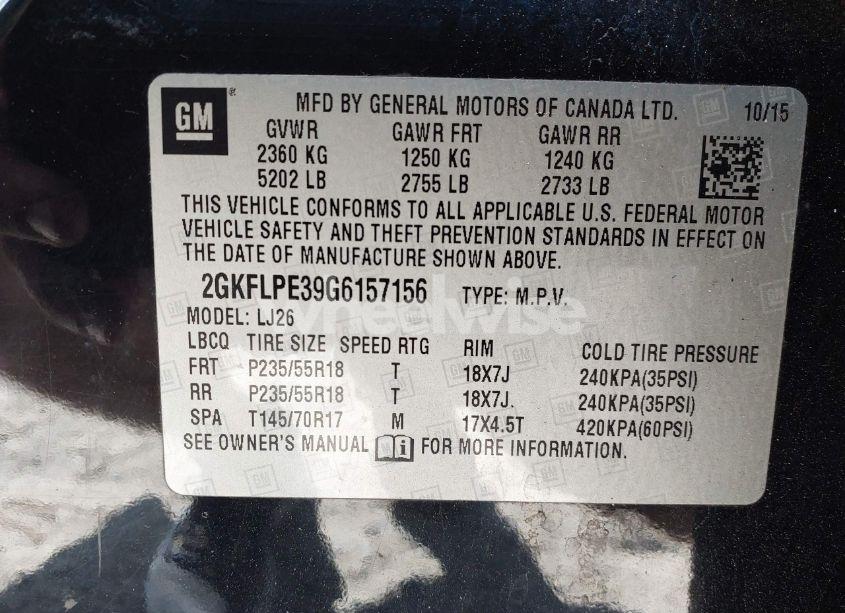 GM
MFD BY GENERAL MOTORS OF CANADA LTD. 10/15
GVWR GAWR FRT GAWR RR
2360 KG 1250 KG 1240 KG
5202 LB 2755 LB 2733 LB
THIS VEHICLE CONFORMS TO ALL APPLICABLE U.S. FEDERAL MOTOR
VEHICLE SAFETY AND THEFT PREVENTION STANDARDS IN EFFECT ON
THE DATE OF MANUFACTURE SHOWN ABOVE.
2GKFLPE39G6157156 TYPE: M.P.V.
wheelwise
MODEL: LJ26
LBCQ TIRE SIZE SPEED RTG RIM COLD TIRE PRESSURE
FRT P235/55R18 T 18X7J 240KPA(35PSI)
RR P235/55R18 T 18X7J. 240KPA(35PSI)
SPA T145/70R17 M 17X4.5T 420KPA(60PSI)
SEE OWNER'S MANUAL FOR MORE INFORMATION.